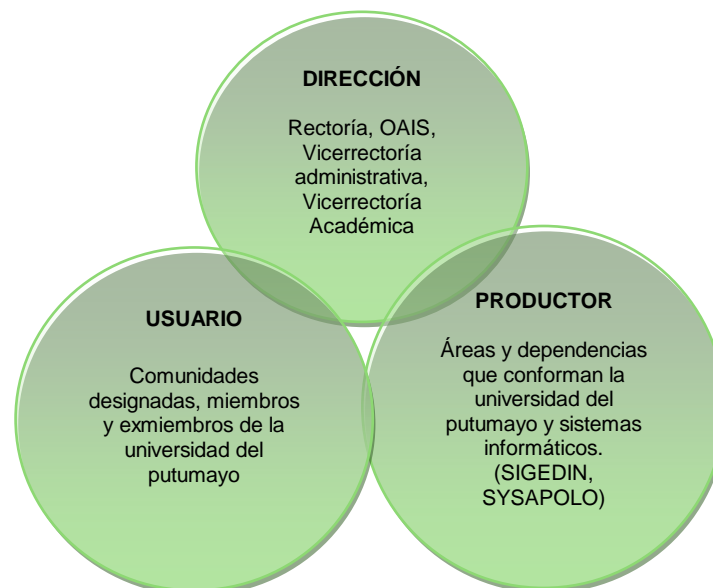 DIRECCIÓN
Rectoría, OAIS,
Vicerrectoría
administrativa,
Vicerrectoría
Académica
USUARIO
Comunidades
designadas, miembros
y exmiembros de la
universidad del
putumayo
PRODUCTOR
Áreas y dependencias
que conforman la
universidad del
putumayo y sistemas
informáticos.
(SIGEDIN,
SYSAPOLO)